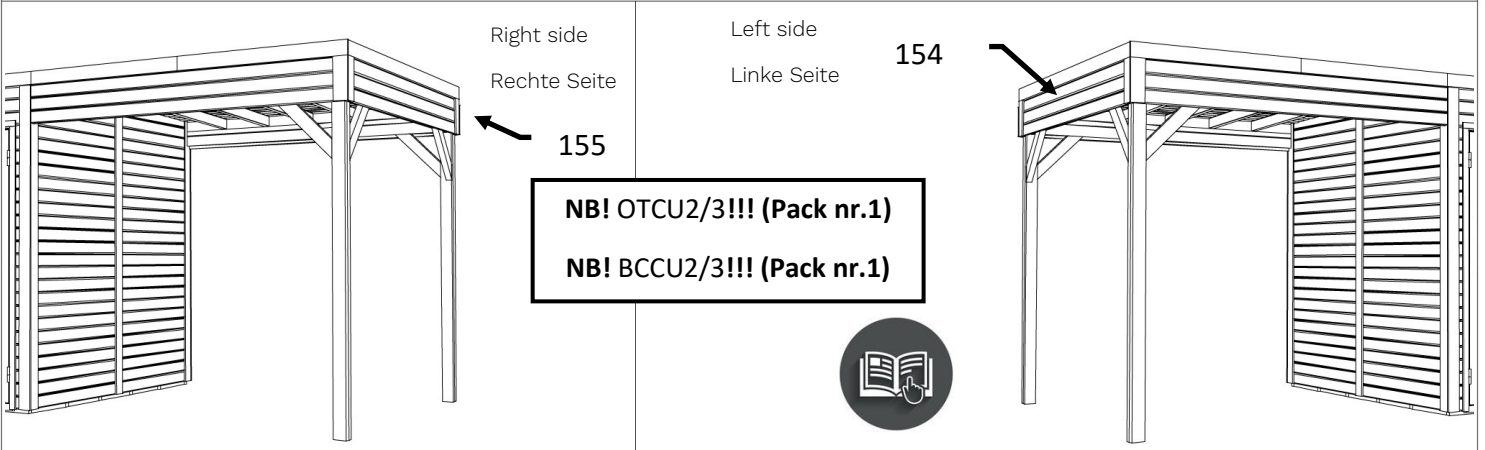 Right side
Rechte Seite
155
Left side
Linke Seite
154
NB! OTCU2/3!!! (Pack nr.1)
NB! BCCU2/3!!! (Pack nr.1)